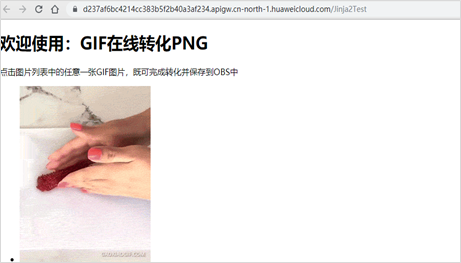 d237af6bc4214cc383b5f2b40a3af234.apigw.cn-north-1.huaweicloud.com/Jinja2Test
欢迎使用：GIF在线转化PNG
点击图片列表中的任意一张GIF图片，既可完成转化并保存到OBS中